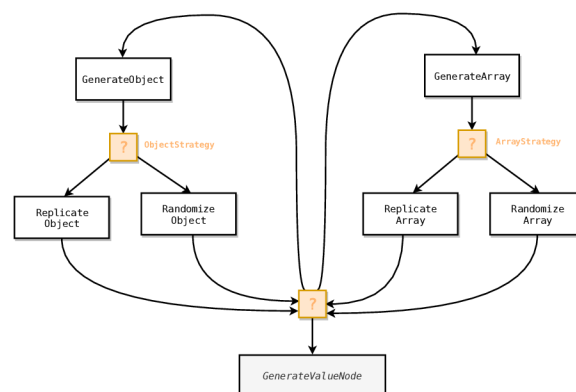 GenerateObject
GenerateArray
?
ObjectStrategy
?
ArrayStrategy
Replicate
Object
Randomize
Object
Replicate
Array
Randomize
Array
?
GenerateValueNode